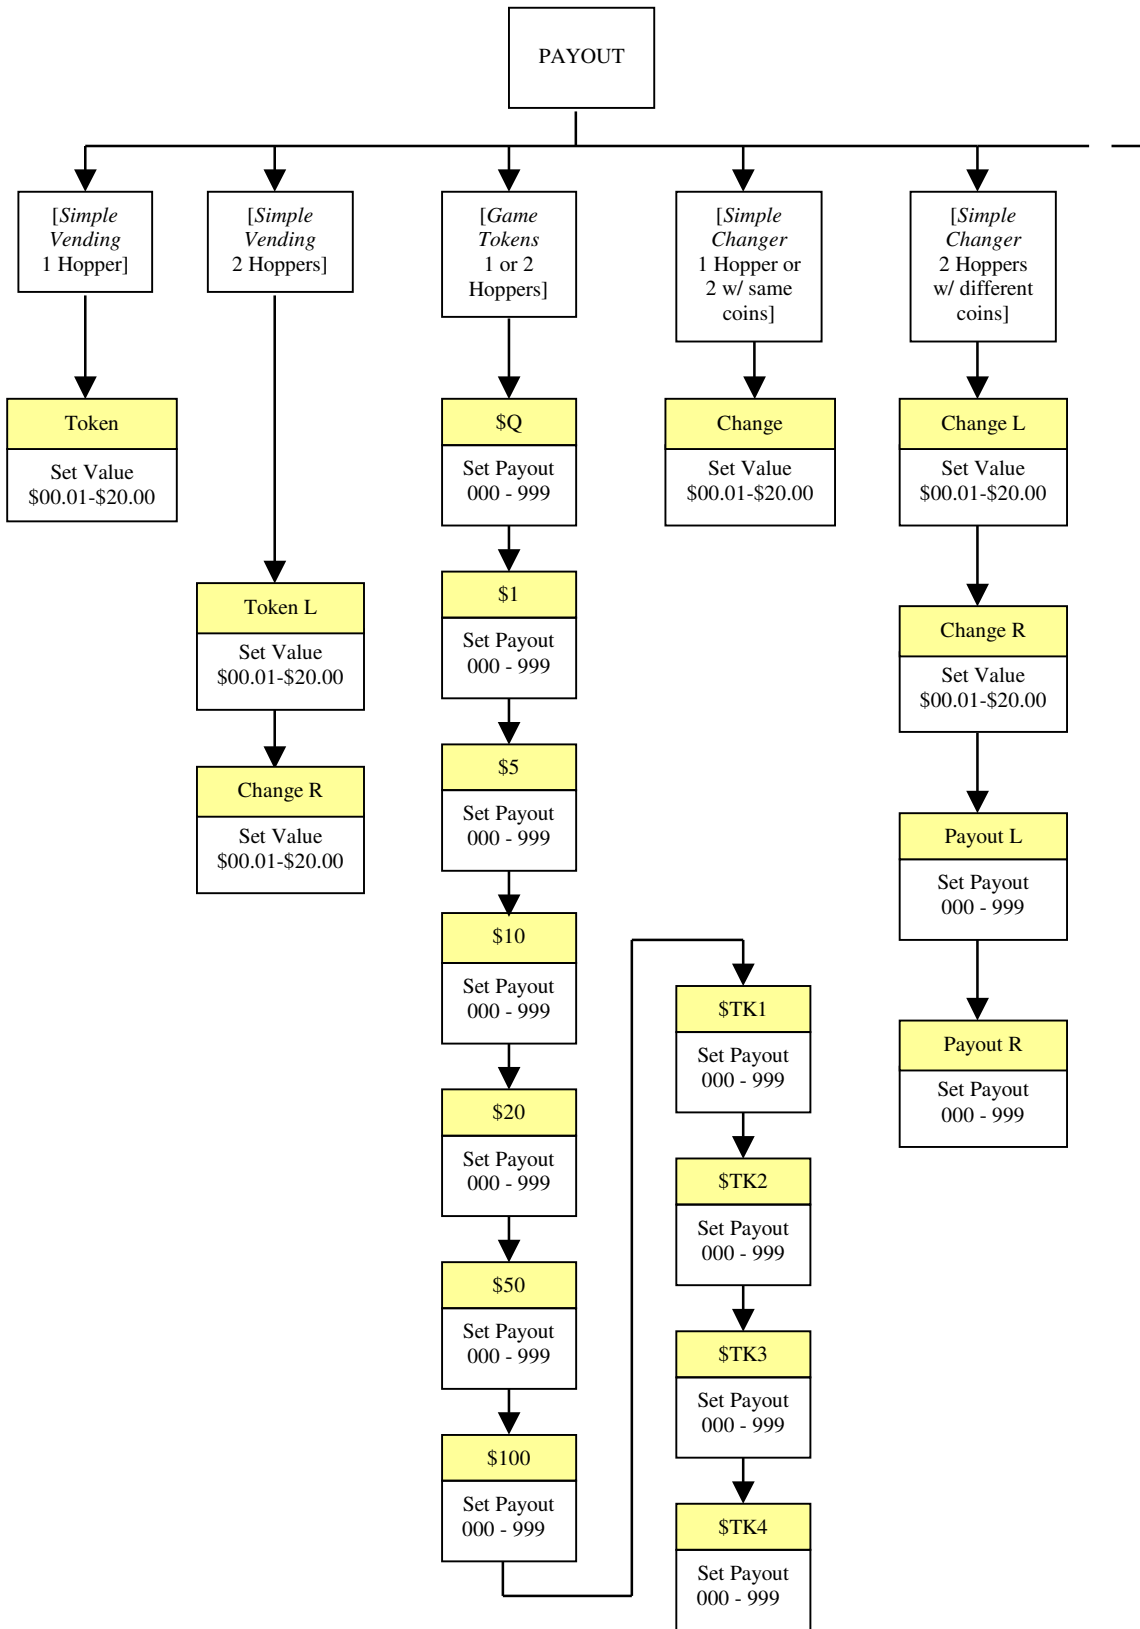 PAYOUT
[Simple
Vending
1 Hopper]
[Simple
Vending
2 Hoppers]
[Game
Tokens
1 or 2
Hoppers]
[Simple
Changer
1 Hopper or
2 w/ same
coins]
[Simple
Changer
2 Hoppers
w/ different
coins]
Token
Set Value
$00.01-$20.00
Token L
Set Value
$00.01-$20.00
Change R
Set Value
$00.01-$20.00
$Q
Set Payout
000 - 999
$1
Set Payout
000 - 999
$5
Set Payout
000 - 999
$10
Set Payout
000 - 999
$20
Set Payout
000 - 999
$50
Set Payout
000 - 999
$100
Set Payout
000 - 999
$TK1
Set Payout
000 - 999
$TK2
Set Payout
000 - 999
$TK3
Set Payout
000 - 999
$TK4
Set Payout
000 - 999
Change
Set Value
$00.01-$20.00
Change L
Set Value
$00.01-$20.00
Change R
Set Value
$00.01-$20.00
Payout L
Set Payout
000 - 999
Payout R
Set Payout
000 - 999